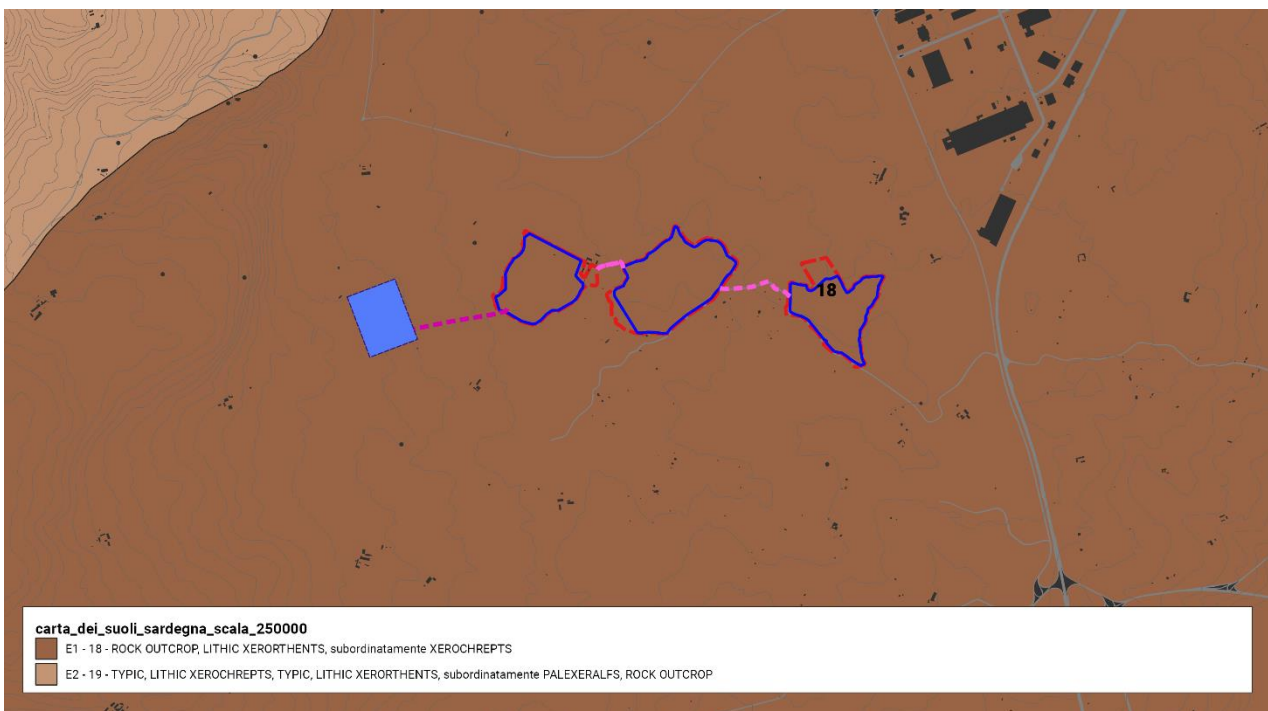 18
carta_dei_suoli_sardegna_scala_250000
E1 - 18 - ROCK OUTCROP, LITHIC XERORTHENTS, subordinatamente XEROCHREPTS
E2 - 19 - TYPIC, LITHIC XEROCHREPTS, TYPIC, LITHIC XERORTHENTS, subordinatamente PALEXERALFS, ROCK OUTCROP